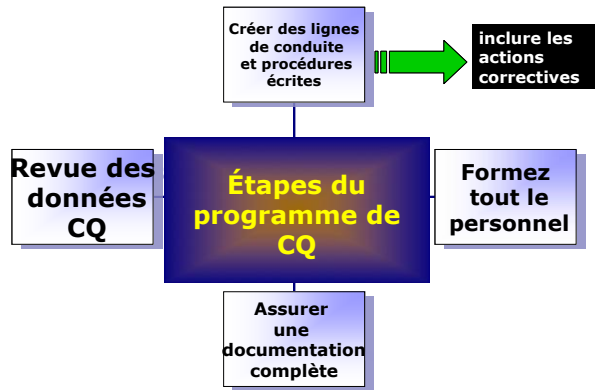 Créer des lignes
de conduite
et procédures
écrites
inclure les
actions
correctives
Revue des
données
CQ
Étapes du
programme de
CQ
Formez
tout le
personnel
Assurer
une
documentation
complète